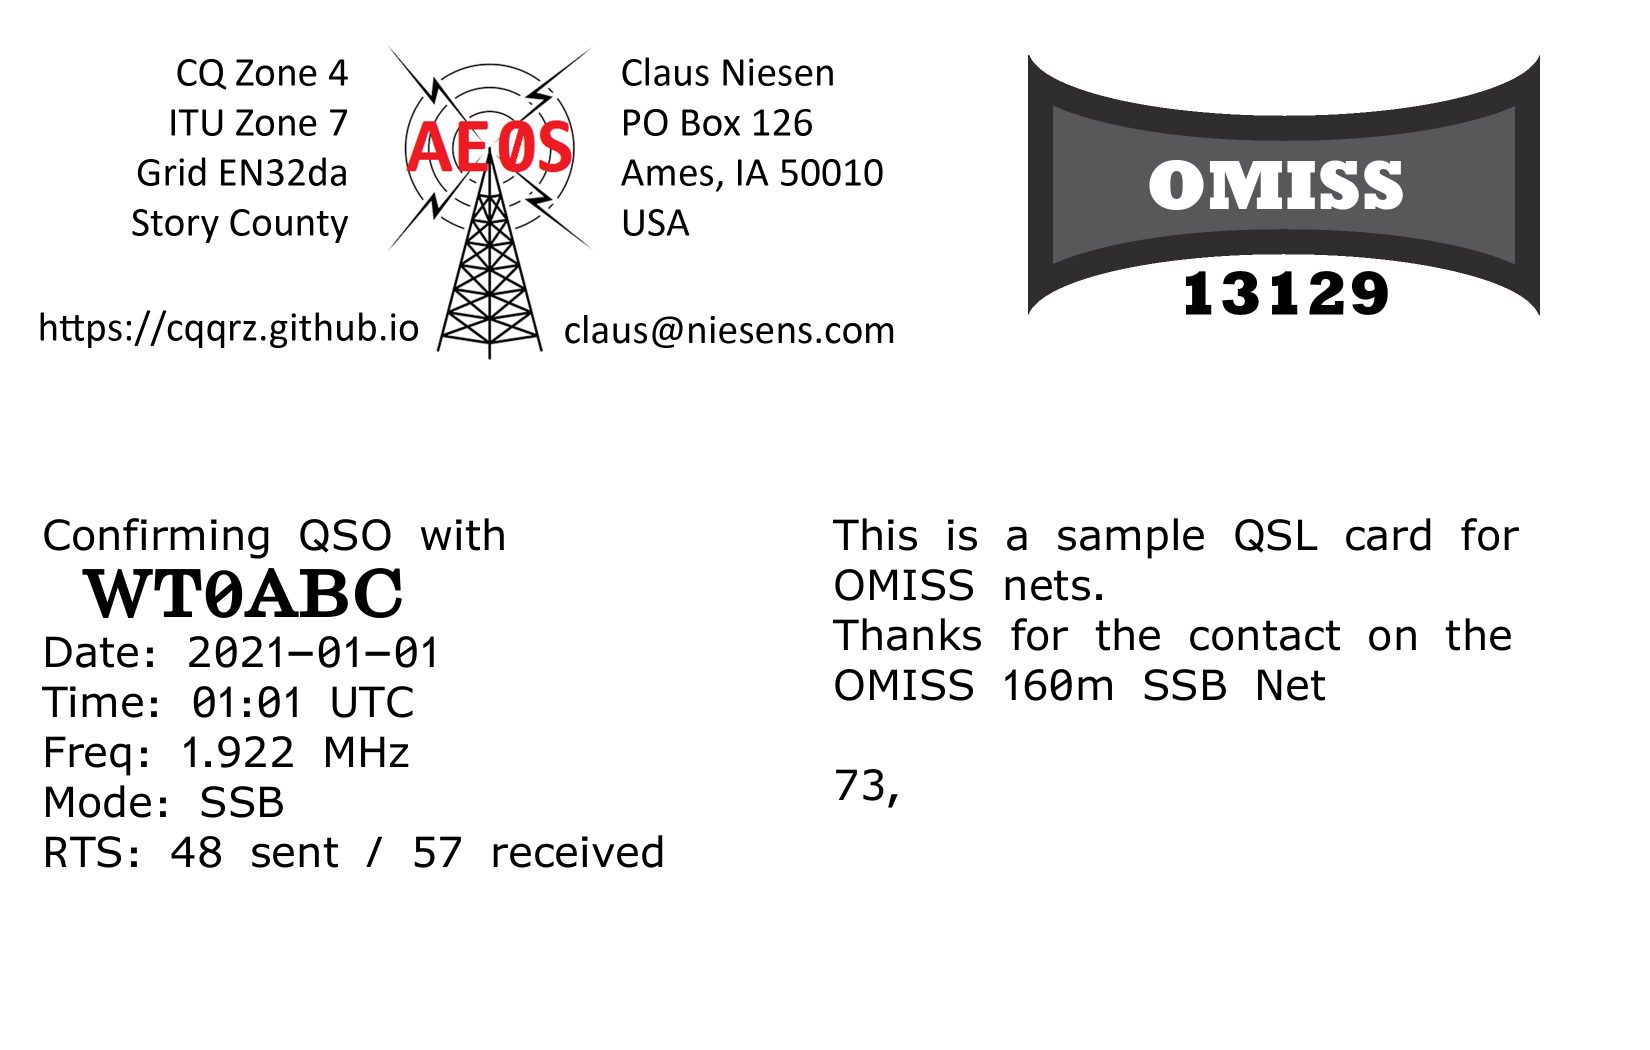 CQ Zone 4
ITU Zone 7
Grid EN32da
Story County
https://cqqrz.github.io
AE0S
Claus Niesen
PO Box 126
Ames, IA 50010
USA
claus@niesens.com
OMISS
13129
Confirming QSO with
WT0ABC
Date: 2021-01-01
Time: 01:01 UTC
Freq: 1.922 MHz
Mode: SSB
RTS: 48 sent / 57 received
This is a sample QSL card for
OMISS nets.
Thanks for the contact on the
OMISS 160m SSB Net
73,